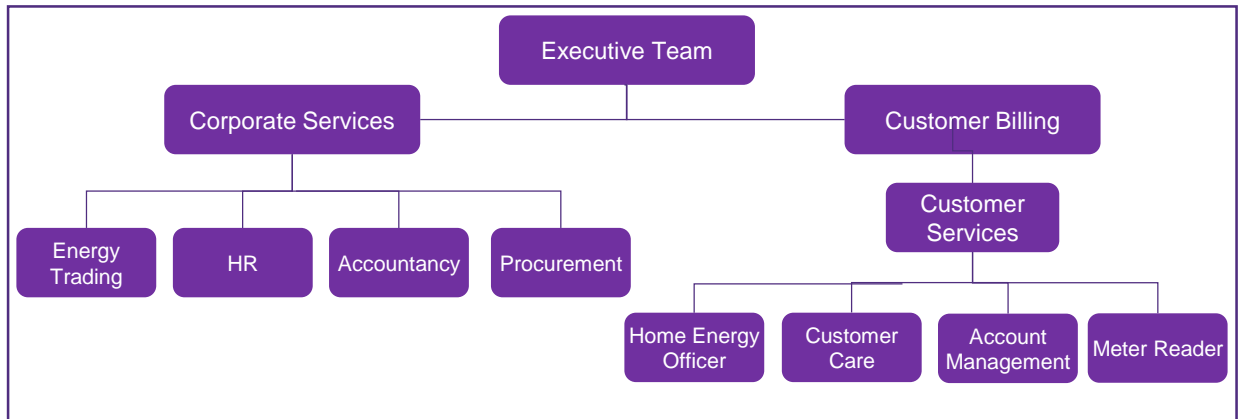 Executive Team
Corporate Services
Customer Billing
Customer
Services
Energy
Trading
HR
Accountancy
Procurement
Home Energy
Officer
Customer
Care
Account
Management
Meter Reader